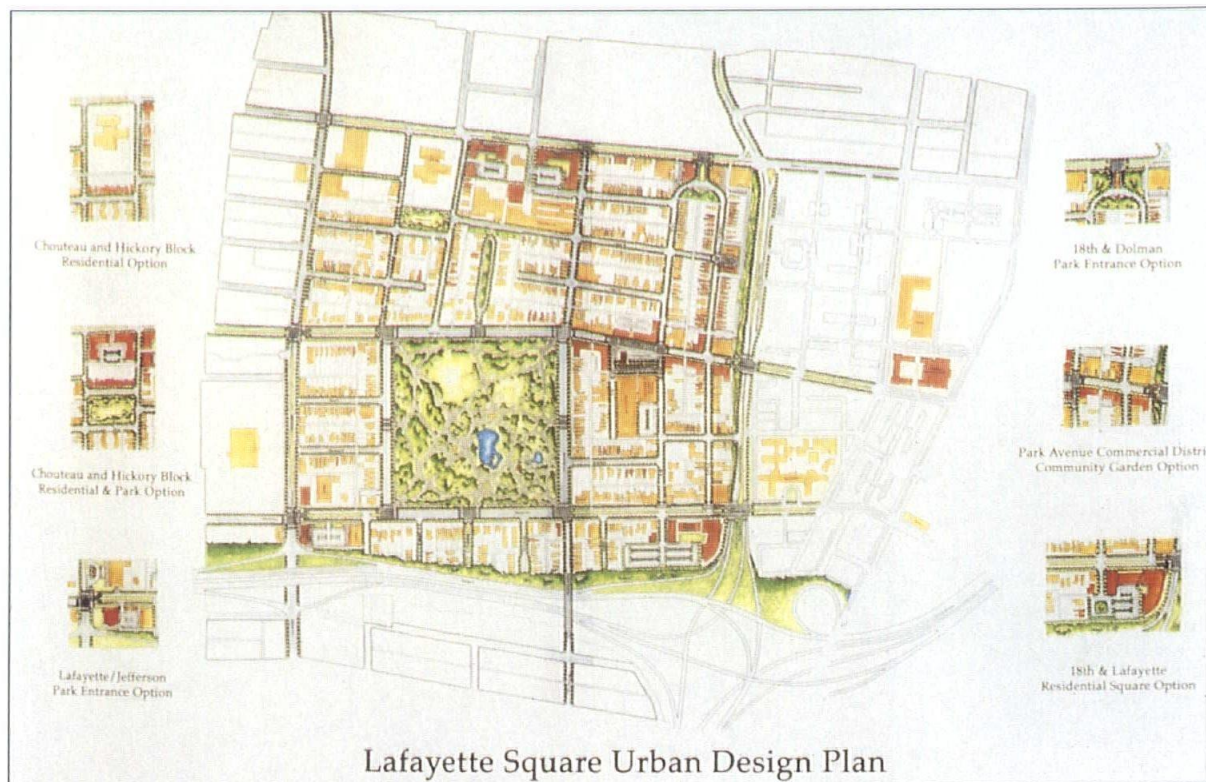 Chouteau and Hickory Block
Residential Option
Chouteau and Hickory Block
Residential & Park Option
Lafayette/Jefferson
Park Entrance Option
18th & Dolman
Park Entrance Option
Park Avenue Commercial Distri
Community Garden Option
18th & Lafayette
Residential Square Option
Lafayette Square Urban Design Plan